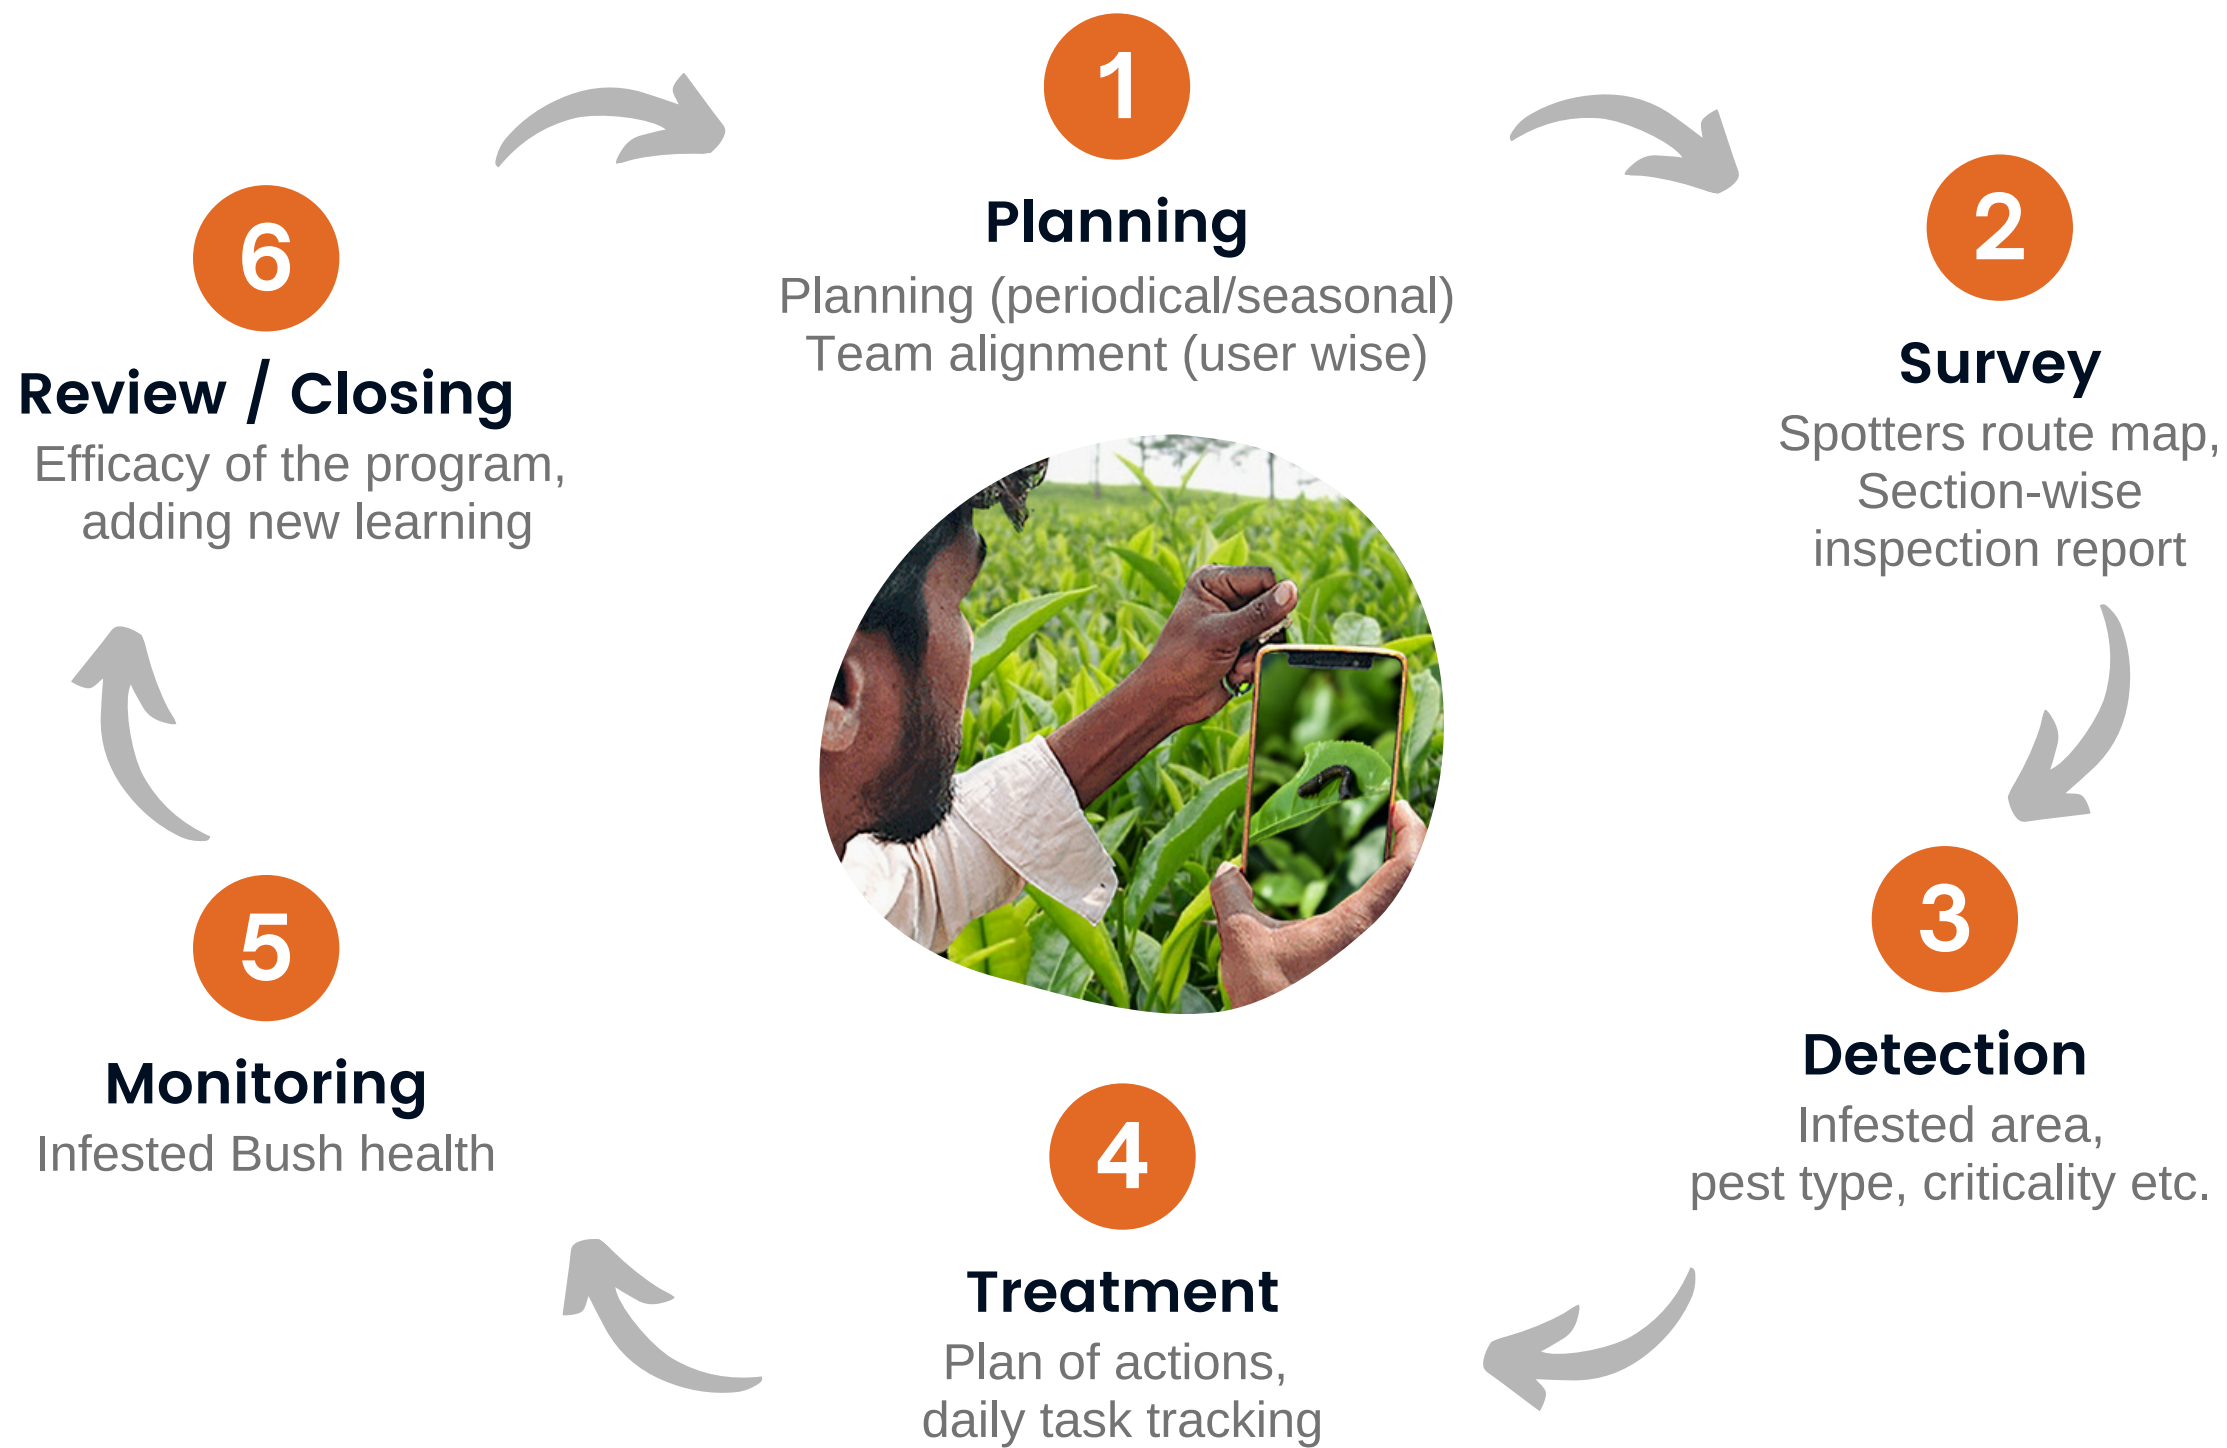 1
Planning
Planning (periodical/seasonal)
Team alignment (user wise)
2
Survey
Spotters route map,
Section-wise
inspection report
3
Detection
Infested area,
pest type, criticality etc.
4
Treatment
Plan of actions,
daily task tracking
5
Monitoring
Infested Bush health
6
Review / Closing
Efficacy of the program,
adding new learning